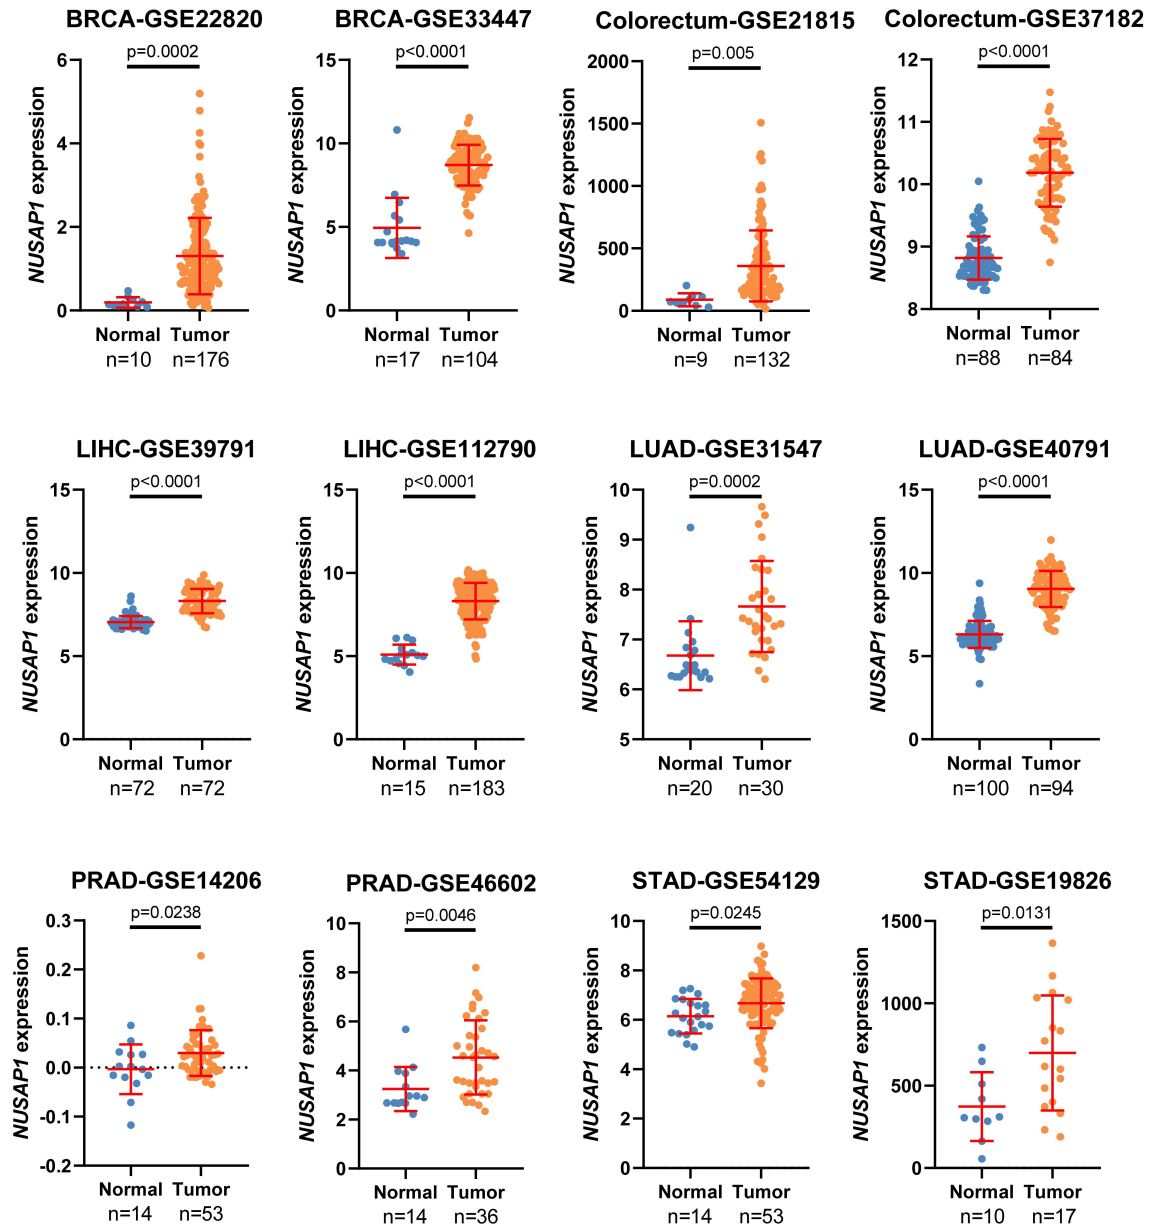 BRCA-GSE22820
p=0.0002
NUSAP1 expression
6
4
2
0
Normal Tumor
n=10 n=176
BRCA-GSE33447
p<0.0001
NUSAP1 expression
15
10
5
0
Normal Tumor
n=17 n=104
Colorectum-GSE21815
p=0.005
NUSAP1 expression
2000
1500
1000
500
0
Normal Tumor
n=9 n=132
Colorectum-GSE37182
p<0.0001
NUSAP1 expression
12
11
10
9
8
Normal Tumor
n=88 n=84
LIHC-GSE39791
p<0.0001
NUSAP1 expression
15
10
5
0
Normal Tumor
n=72 n=72
LIHC-GSE112790
p<0.0001
NUSAP1 expression
15
10
5
0
Normal Tumor
n=15 n=183
LUAD-GSE31547
p=0.0002
NUSAP1 expression
10
9
8
7
6
5
Normal Tumor
n=20 n=30
LUAD-GSE40791
p<0.0001
NUSAP1 expression
15
10
5
0
Normal Tumor
n=100 n=94
PRAD-GSE14206
p=0.0238
NUSAP1 expression
0.3
0.2
0.1
0.0
-0.1
-0.2
Normal Tumor
n=14 n=53
PRAD-GSE46602
p=0.0046
NUSAP1 expression
10
8
6
4
2
0
Normal Tumor
n=14 n=36
STAD-GSE54129
p=0.0245
NUSAP1 expression
10
8
6
4
2
0
Normal Tumor
n=14 n=53
STAD-GSE19826
p=0.0131
NUSAP1 expression
1500
1000
500
0
Normal Tumor
n=10 n=17